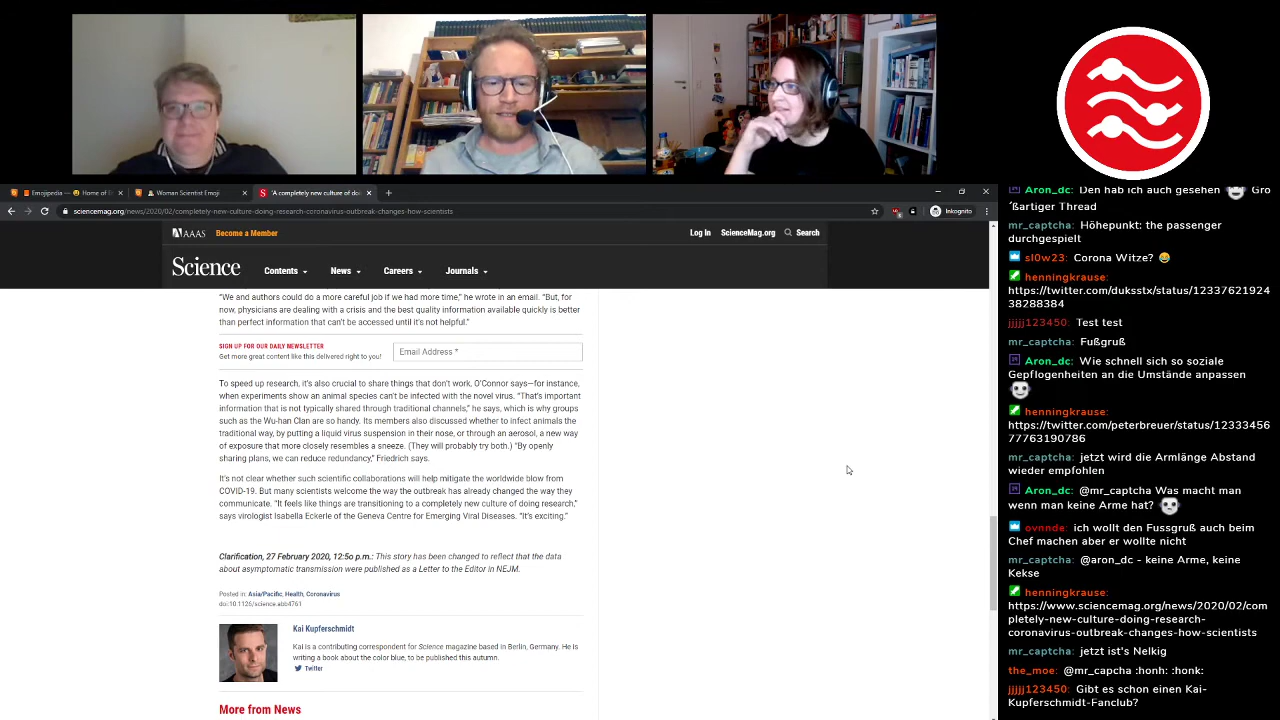 Emojipedia — 😃 Home of E
Woman Scientist Emoji
'A completely new culture of doi
sciencemag.org/news/2020/02/completely-new-culture-doing-research-coronavirus-outbreak-changes-how-scientists
Inkognito
AAAS
Become a Member
Log In
ScienceMag.org
Search
Science
Contents
News
Careers
Journals
“We and authors could do a more careful job if we had more time,” he wrote in an email. “But, for
now, physicians are dealing with a crisis and the best quality information available quickly is better
than perfect information that can’t be accessed until it’s not helpful.”
SIGN UP FOR OUR DAILY NEWSLETTER
Get more great content like this delivered right to you!
Email Address *
To speed up research, it’s also crucial to share things that don’t work, O’Connor says—for instance,
when experiments show an animal species can’t be infected with the novel virus. “That’s important
information that is not typically shared through traditional channels,” he says, which is why groups
such as the Wu-han Clan are so handy. Its members also discussed whether to infect animals the
traditional way, by putting a liquid virus suspension in their nose, or through an aerosol, a new way
of exposure that more closely resembles a sneeze. (They will probably try both.) “By openly
sharing plans, we can reduce redundancy,” Friedrich says.
It’s not clear whether such scientific collaborations will help mitigate the worldwide blow from
COVID-19. But many scientists welcome the way the outbreak has already changed the way they
communicate. “It feels like things are transitioning to a completely new culture of doing research,”
says virologist Isabella Eckerle of the Geneva Centre for Emerging Viral Diseases. “It’s exciting.”
Clarification, 27 February 2020, 12:5o p.m.: This story has been changed to reflect that the data
about asymptomatic transmission were published as a Letter to the Editor in NEJM.
Posted in: Asia/Pacific, Health, Coronavirus
doi:10.1126/science.abb4761
Kai Kupferschmidt
Kai is a contributing correspondent for Science magazine based in Berlin, Germany. He is
writing a book about the color blue, to be published this autumn.
Twitter
More from News
Aron_dc: Den hab ich auch gesehen Gro
´ßartiger Thread
mr_captcha: Höhepunkt: the passenger
durchgespielt
sl0w23: Corona Witze? 😅
henningkrause:
https://twitter.com/duksstx/status/12337621924
38288384
jjjjj123450: Test test
mr_captcha: Fußgruß
Aron_dc: Wie schnell sich so soziale
Gepflogenheiten an die Umstände anpassen
henningkrause:
https://twitter.com/peterbreuer/status/12333456
77763190786
mr_captcha: jetzt wird die Armlänge Abstand
wieder empfohlen
Aron_dc: @mr_captcha Was macht man
wenn man keine Arme hat?
ovnnde: ich wollt den Fussgruß auch beim
Chef machen aber er wollte nicht
mr_captcha: @aron_dc - keine Arme, keine
Kekse
henningkrause:
https://www.sciencemag.org/news/2020/02/com
pletely-new-culture-doing-research-
coronavirus-outbreak-changes-how-scientists
mr_captcha: jetzt ist's Nelkig
the_moe: @mr_capcha :honh: :honk:
jjjjj123450: Gibt es schon einen Kai-
Kupferschmidt-Fanclub?